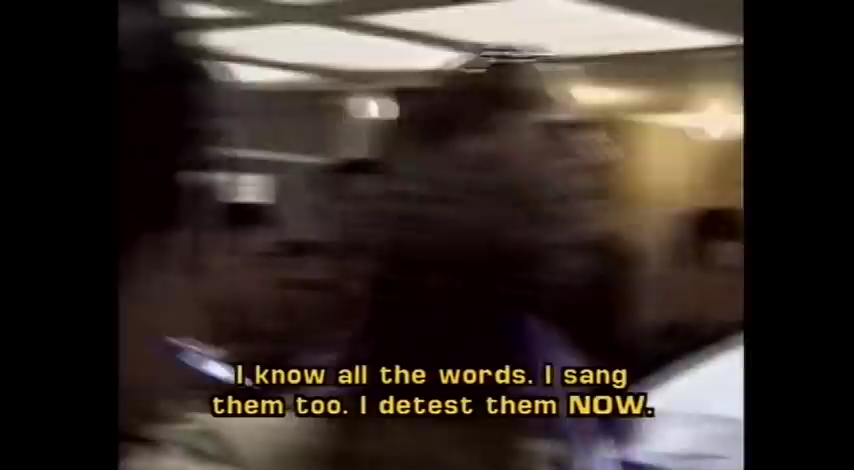 I know all the words. I sang
them too. I detest them NOW.